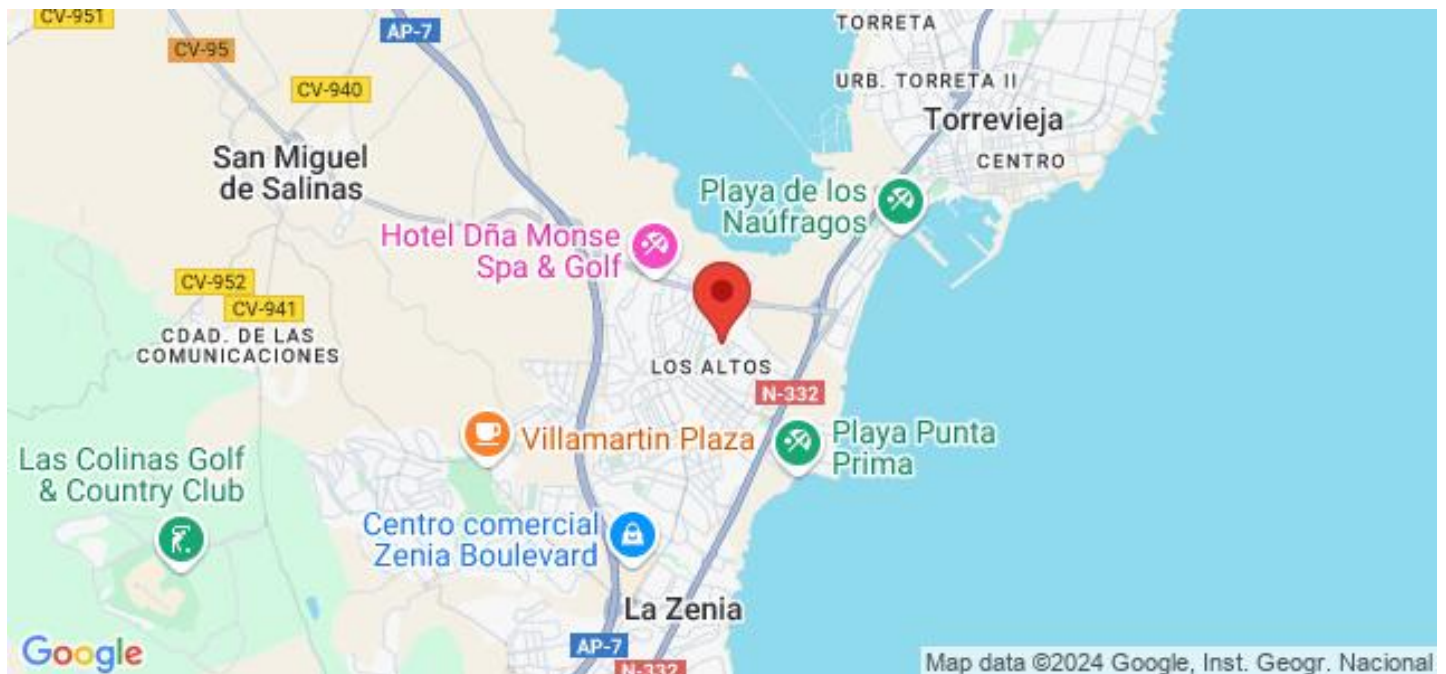 CV-951
TORRETA
AP-7
CV-95
URB. TORRETA II
CV-940
Torrevieja
San Miguel
de Salinas
CENTRO
Playa de los
Naúfragos
Hotel Dña Monse
Spa & Golf
CV-952
CV-941
CDAD. DE LAS
COMUNICACIONES
LOS ALTOS
N-332
Villamartin Plaza
Playa Punta
Prima
Las Colinas Golf
& Country Club
Centro comercial
Zenia Boulevard
La Zenia
AP-7
N-332
Google
Map data ©2024 Google, Inst. Geogr. Nacional